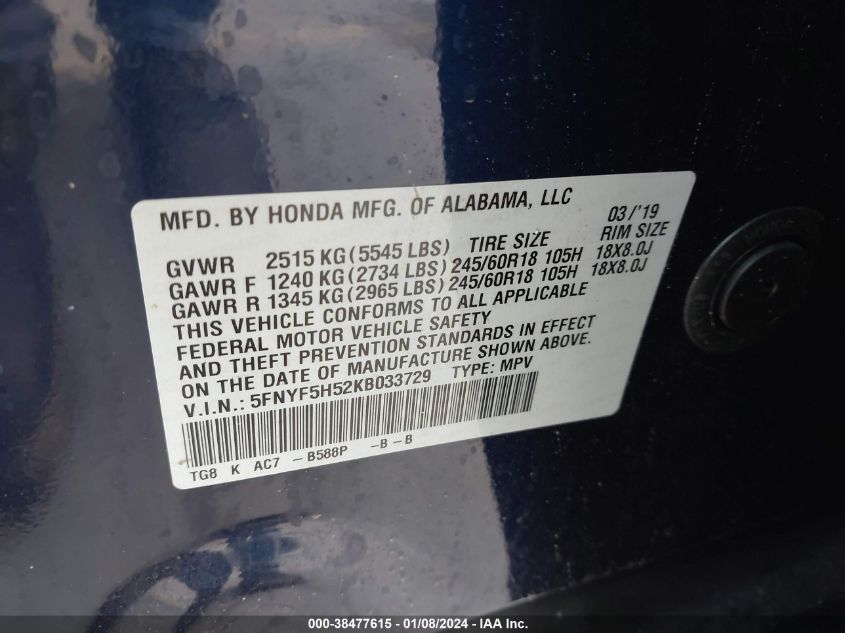 MFD. BY HONDA MFG. OF ALABAMA, LLC 03/'19
GVWR 2515 KG(5545 LBS) TIRE SIZE RIM SIZE
GAWR F 1240 KG(2734 LBS)245/60R18 105H 18X8.0J
GAWR R 1345 KG(2965 LBS)245/60R18 105H 18X8.0J
THIS VEHICLE CONFORMS TO ALL APPLICABLE
FEDERAL MOTOR VEHICLE SAFETY
AND THEFT PREVENTION STANDARDS IN EFFECT
ON THE DATE OF MANUFACTURE SHOWN ABOVE.
V.I.N.: 5FNYF5H52KB033729 TYPE: MPV
TG8 K AC7 -B588P -B-B
000-38477615 - 01/08/2024 - IAA Inc.